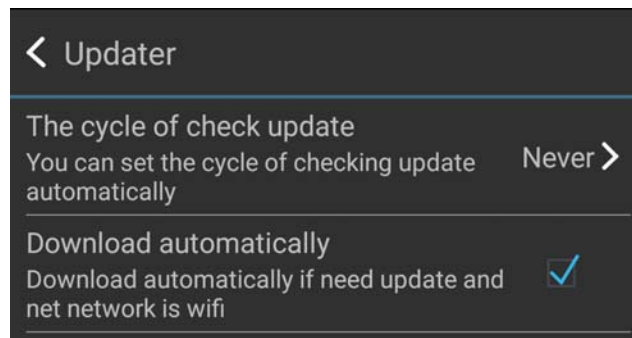 Updater
The cycle of check update
You can set the cycle of checking update
automatically
Never
Download automatically
Download automatically if need update and
net network is wifi